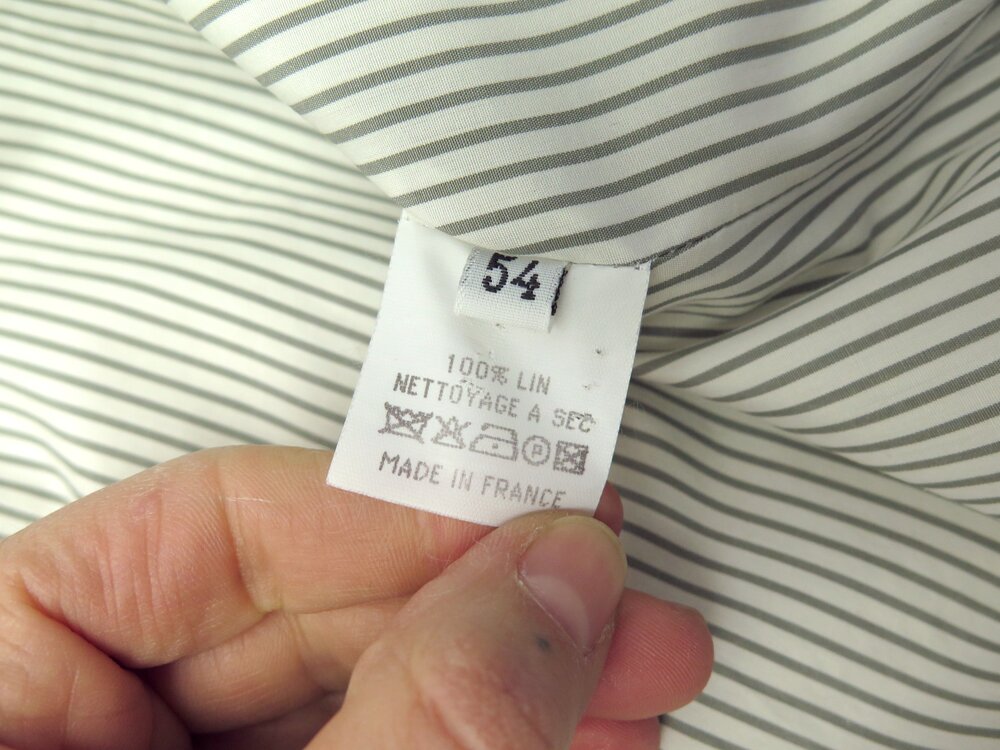 54
100% LIN
NETTOYAGE A SEC
P
MADE IN FRANCE